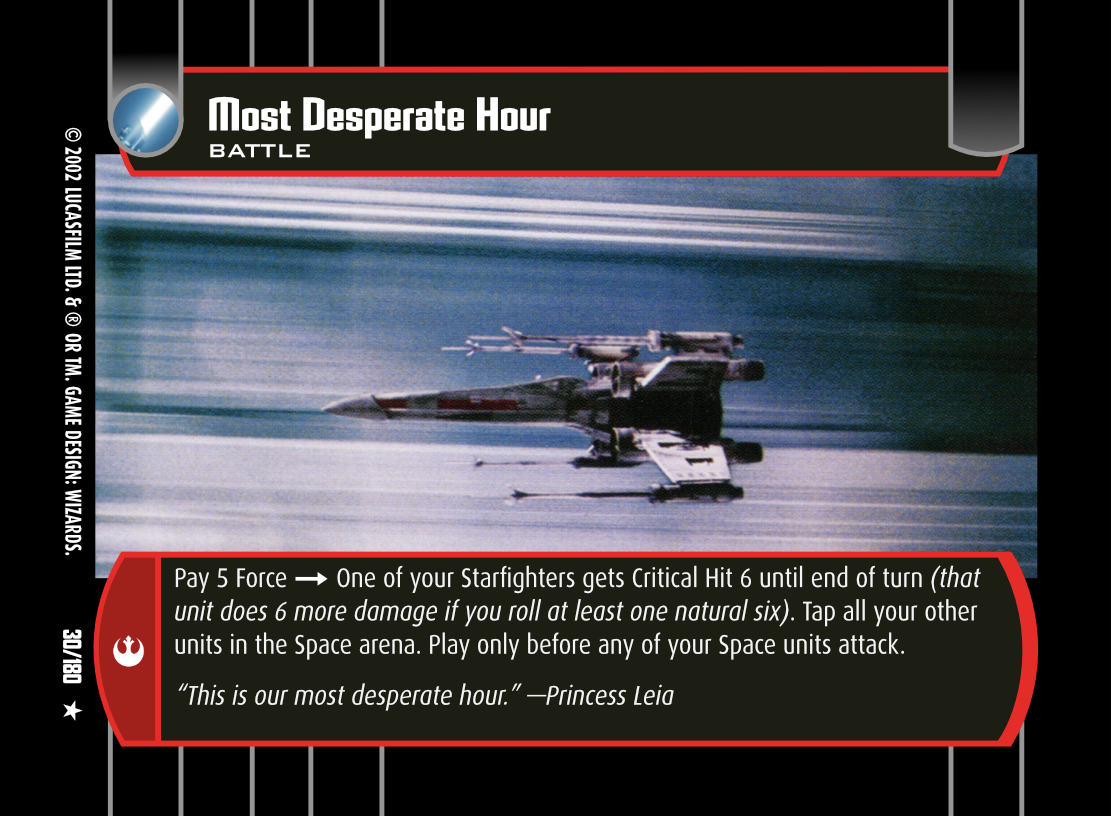 Most Desperate Hour
BATTLE
Pay 5 Force → One of your Starfighters gets Critical Hit 6 until end of turn (that
unit does 6 more damage if you roll at least one natural six). Tap all your other
units in the Space arena. Play only before any of your Space units attack.
“This is our most desperate hour.” —Princess Leia
© 2002 LUCASFILM LTD. & ® OR TM. GAME DESIGN: WIZARDS.
30/180 ★